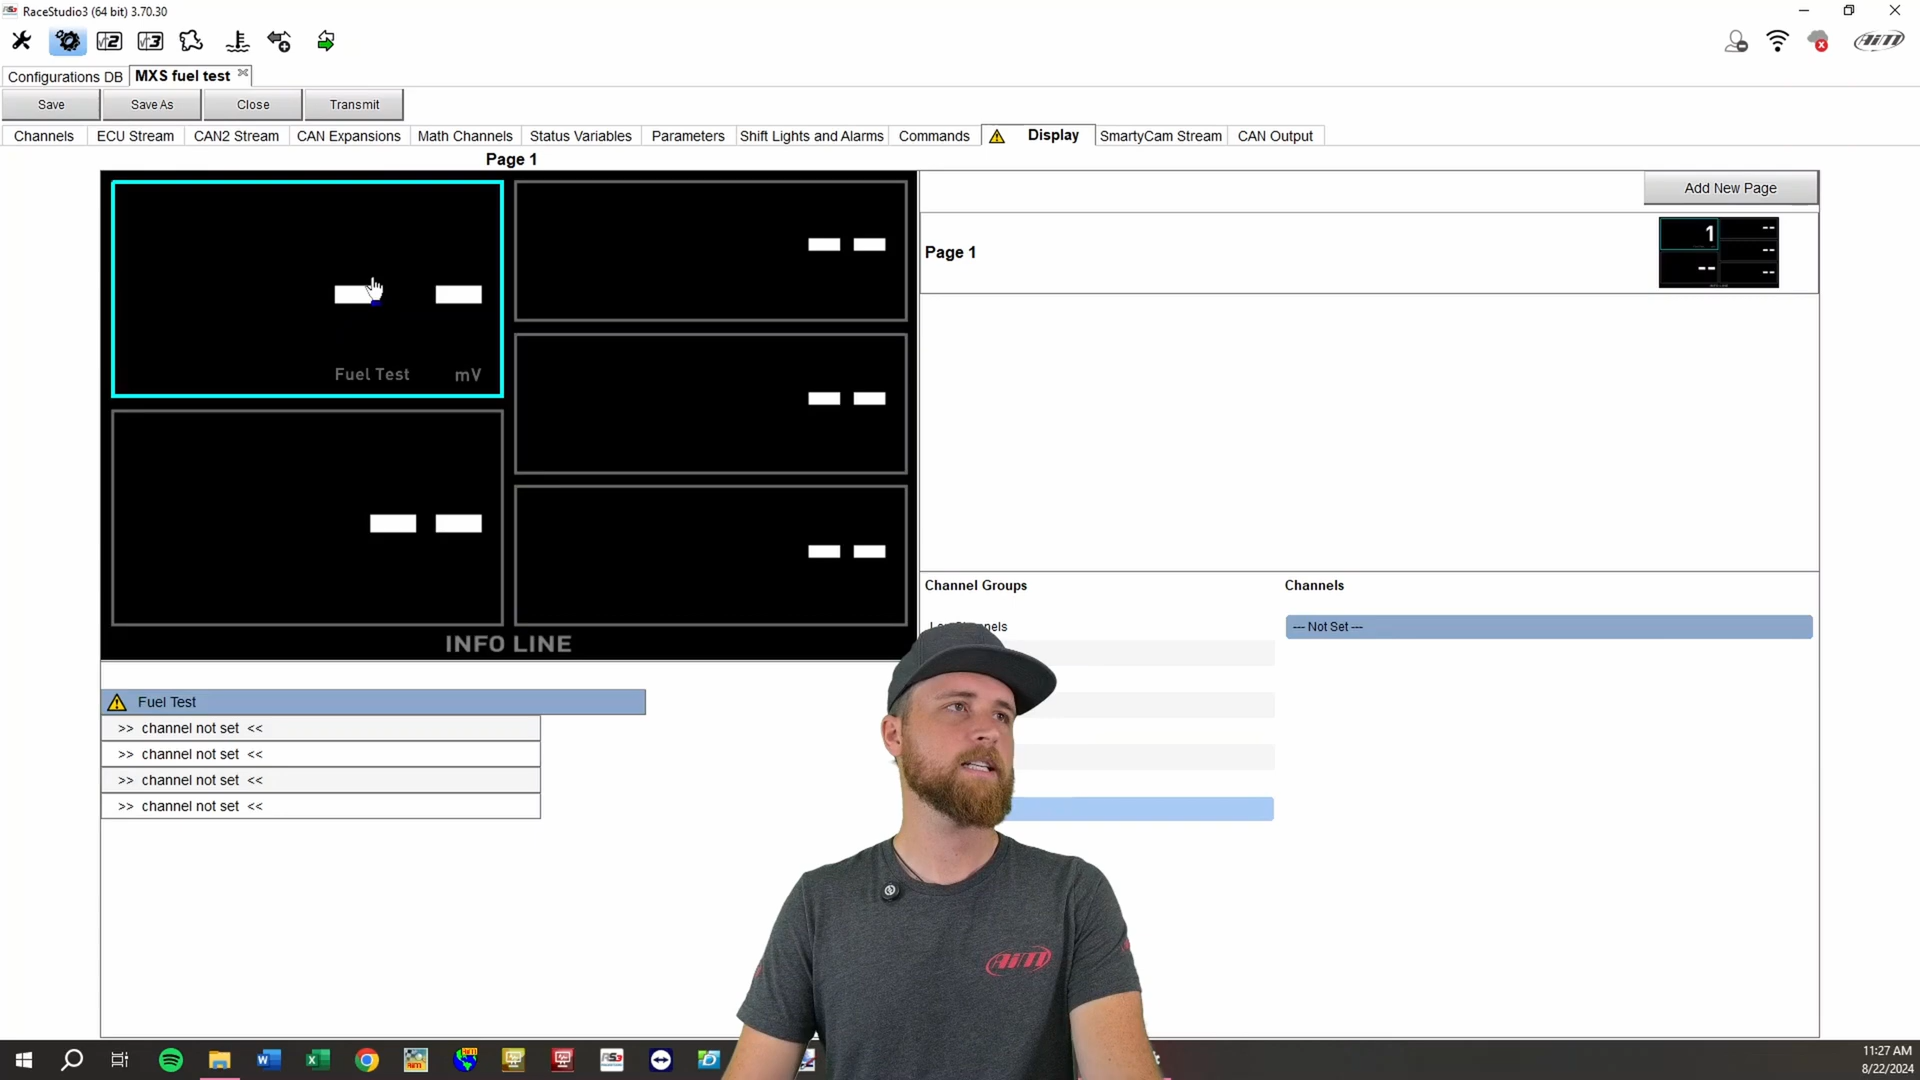 RaceStudio3 (64 bit) 3.70.30
Configurations DB
MXS fuel test
Save
Save As
Close
Transmit
Channels
ECU Stream
CAN2 Stream
CAN Expansions
Math Channels
Status Variables
Parameters
Shift Lights and Alarms
Commands
Display
SmartyCam Stream
CAN Output
Page 1
Add New Page
Page 1
1
Fuel Test mV
INFO LINE
Channel Groups
Channels
--- Not Set ---
Fuel Test
>> channel not set <<
>> channel not set <<
>> channel not set <<
>> channel not set <<
AiM
AiM
RS3
11:27 AM
8/22/2024